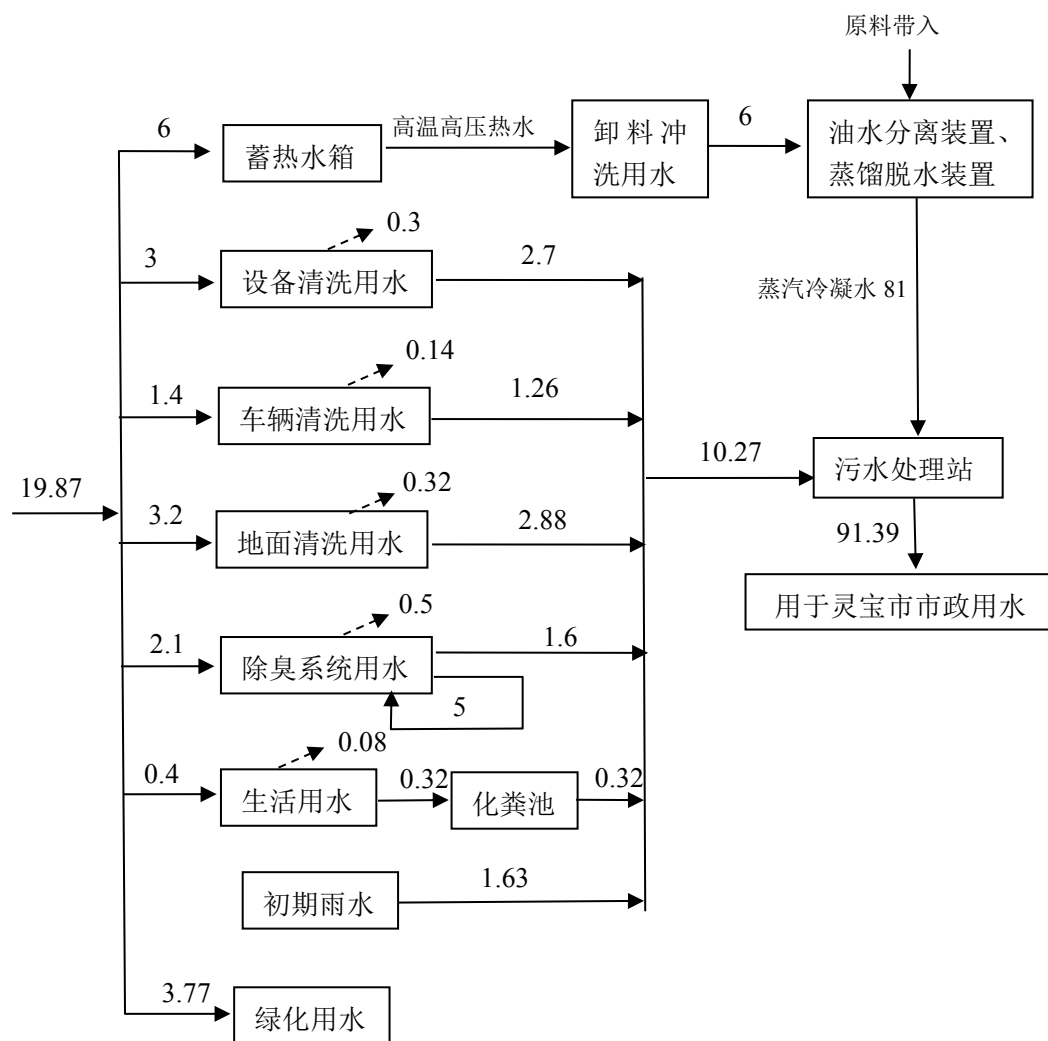 原料带入
6
蓄热水箱
高温高压热水
卸料冲
洗用水
6
油水分离装置、
蒸馏脱水装置
0.3
3
设备清洗用水
2.7
蒸汽冷凝水 81
0.14
1.4
车辆清洗用水
1.26
19.87
10.27
污水处理站
0.32
3.2
地面清洗用水
2.88
91.39
用于灵宝市市政用水
0.5
2.1
除臭系统用水
1.6
5
0.08
0.4
生活用水
0.32
化粪池
0.32
初期雨水
1.63
3.77
绿化用水